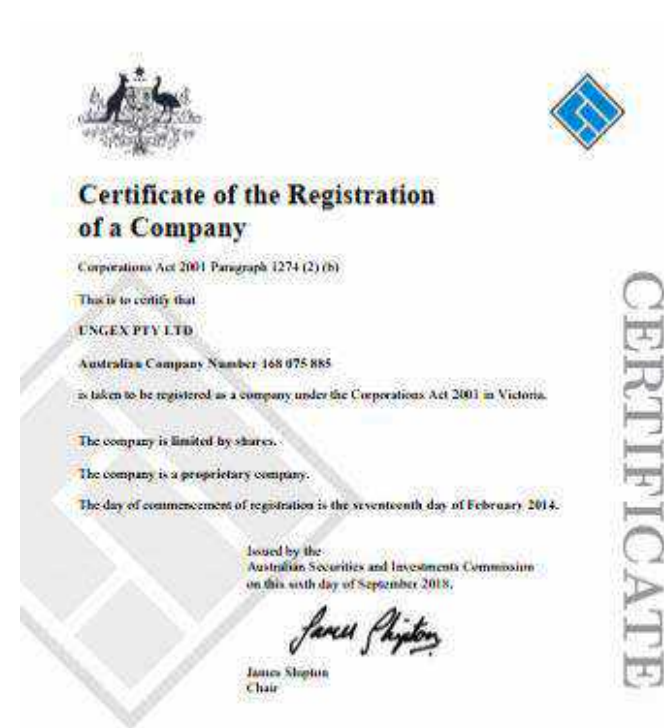 Certificate of the Registration
of a Company
Corporations Act 2001 Paragraph 1274 (2) (b)
This is to certify that
UNGEX PTY LTD
Australian Company Number 168 075 885
is taken to be registered as a company under the Corporations Act 2001 in Victoria.
The company is limited by shares.
The company is a proprietary company.
The day of commencement of registration is the seventeenth day of February 2014.
Issued by the
Australian Securities and Investments Commission
on this sixth day of September 2018.
James Shipton
James Shipton
Chair
CERTIFICATE